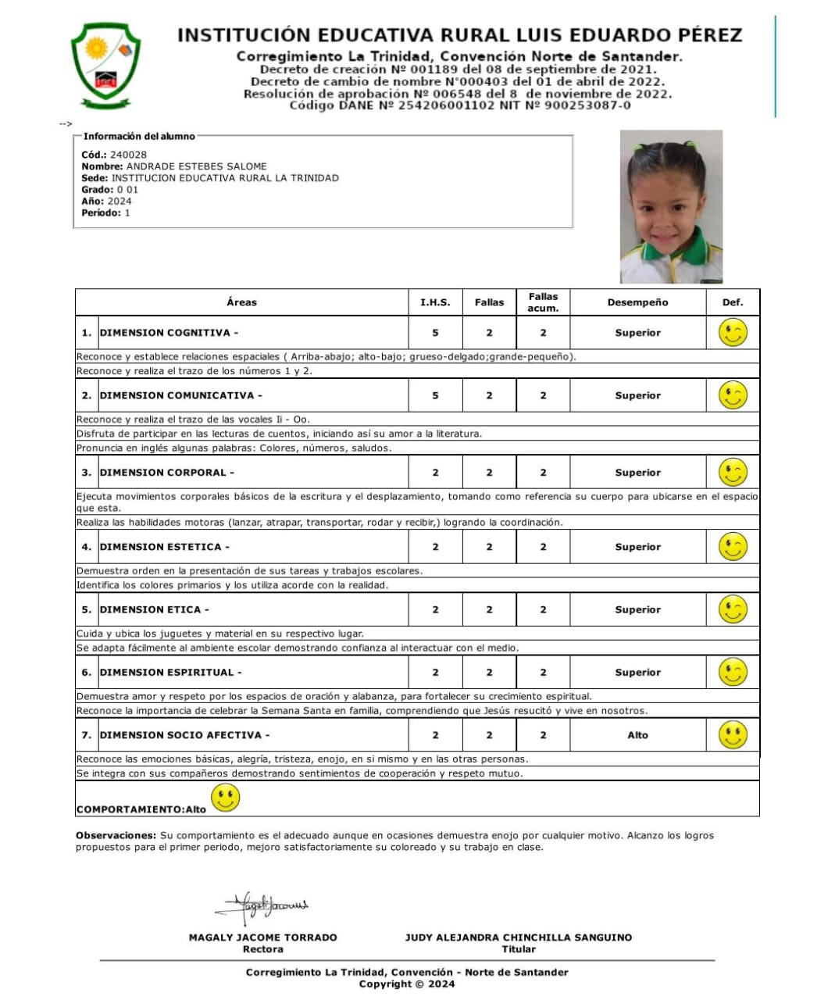 INSTITUCIÓN EDUCATIVA RURAL LUIS EDUARDO PÉREZ
Corregimiento La Trinidad, Convención Norte de Santander.
Decreto de creación Nº 001189 del 08 de septiembre de 2021.
Decreto de cambio de nombre N°000403 del 01 de abril de 2022.
Resolución de aprobación Nº 006548 del 8 de noviembre de 2022.
Código DANE Nº 254206001102 NIT Nº 900253087-0
-->
Información del alumno
Cód.: 240028
Nombre: ANDRADE ESTEBES SALOME
Sede: INSTITUCION EDUCATIVA RURAL LA TRINIDAD
Grado: 0 01
Año: 2024
Período: 1
Áreas I.H.S. Fallas Fallas acum. Desempeño Def.
1. DIMENSION COGNITIVA - 5 2 2 Superior
Reconoce y establece relaciones espaciales ( Arriba-abajo; alto-bajo; grueso-delgado;grande-pequeño).
Reconoce y realiza el trazo de los números 1 y 2.
2. DIMENSION COMUNICATIVA - 5 2 2 Superior
Reconoce y realiza el trazo de las vocales Ii - Oo.
Disfruta de participar en las lecturas de cuentos, iniciando así su amor a la literatura.
Pronuncia en inglés algunas palabras: Colores, números, saludos.
3. DIMENSION CORPORAL - 2 2 2 Superior
Ejecuta movimientos corporales básicos de la escritura y el desplazamiento, tomando como referencia su cuerpo para ubicarse en el espacio
que esta.
Realiza las habilidades motoras (lanzar, atrapar, transportar, rodar y recibir,) logrando la coordinación.
4. DIMENSION ESTETICA - 2 2 2 Superior
Demuestra orden en la presentación de sus tareas y trabajos escolares.
Identifica los colores primarios y los utiliza acorde con la realidad.
5. DIMENSION ETICA - 2 2 2 Superior
Cuida y ubica los juguetes y material en su respectivo lugar.
Se adapta fácilmente al ambiente escolar demostrando confianza al interactuar con el medio.
6. DIMENSION ESPIRITUAL - 2 2 2 Superior
Demuestra amor y respeto por los espacios de oración y alabanza, para fortalecer su crecimiento espiritual.
Reconoce la importancia de celebrar la Semana Santa en familia, comprendiendo que Jesús resucitó y vive en nosotros.
7. DIMENSION SOCIO AFECTIVA - 2 2 2 Alto
Reconoce las emociones básicas, alegría, tristeza, enojo, en si mismo y en las otras personas.
Se integra con sus compañeros demostrando sentimientos de cooperación y respeto mutuo.
COMPORTAMIENTO:Alto
Observaciones: Su comportamiento es el adecuado aunque en ocasiones demuestra enojo por cualquier motivo. Alcanzo los logros
propuestos para el primer periodo, mejoro satisfactoriamente su coloreado y su trabajo en clase.
MAGALY JACOME TORRADO JUDY ALEJANDRA CHINCHILLA SANGUINO
Rectora Titular
Corregimiento La Trinidad, Convención - Norte de Santander
Copyright © 2024